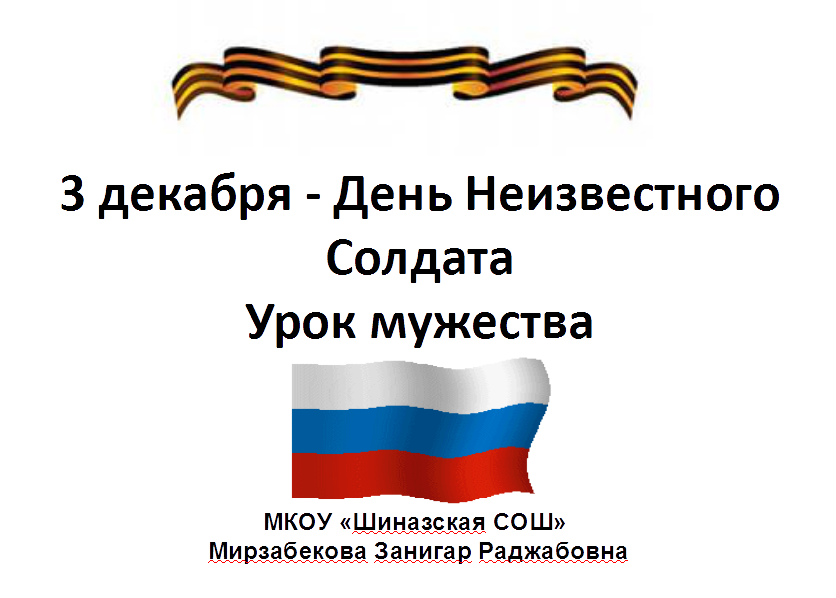 3 декабря - День Неизвестного
Солдата
Урок мужества
МКОУ «Шиназская СОШ»
Мирзабекова Занигар Раджабовна